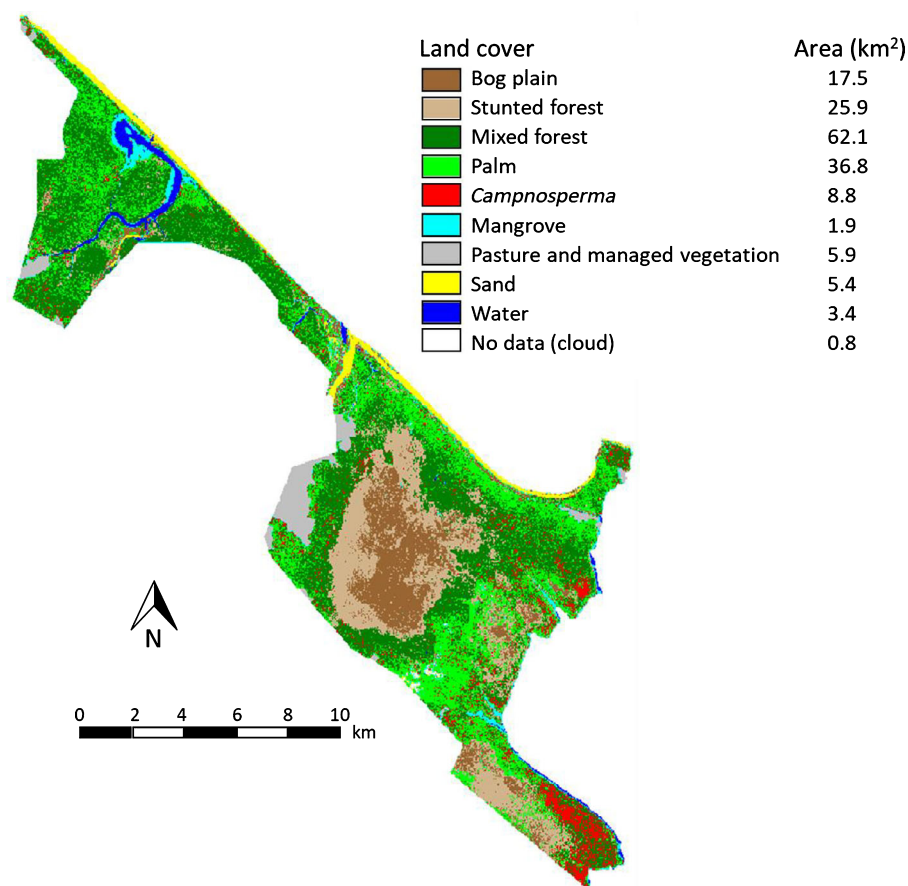 Land cover Area (km²)
Bog plain 17.5
Stunted forest 25.9
Mixed forest 62.1
Palm 36.8
Campnosperma 8.8
Mangrove 1.9
Pasture and managed vegetation 5.9
Sand 5.4
Water 3.4
No data (cloud) 0.8
N
0 2 4 6 8 10
km